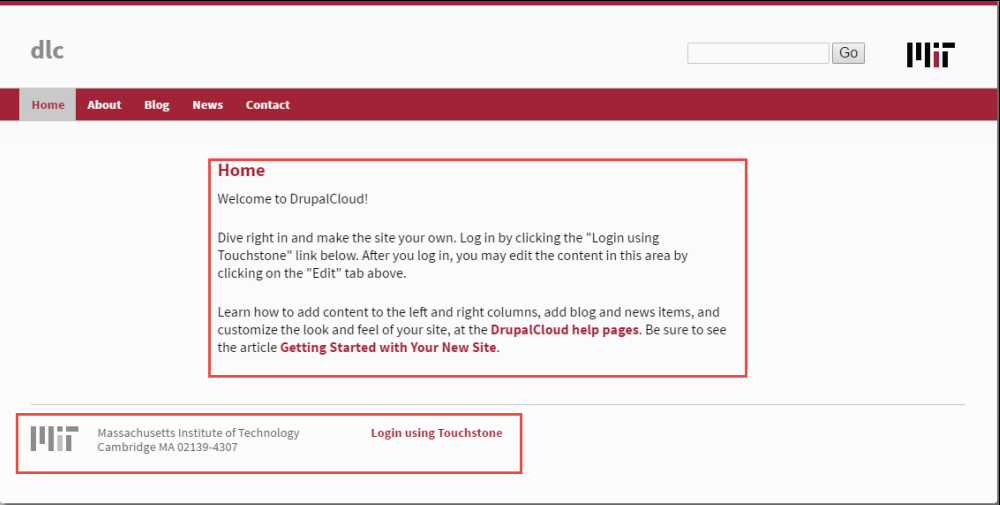 dlc
Go
MIT
Home About Blog News Contact
Home
Welcome to DrupalCloud!
Dive right in and make the site your own. Log in by clicking the "Login using
Touchstone" link below. After you log in, you may edit the content in this area by
clicking on the "Edit" tab above.
Learn how to add content to the left and right columns, add blog and news items, and
customize the look and feel of your site, at the DrupalCloud help pages. Be sure to see
the article Getting Started with Your New Site.
MIT
Massachusetts Institute of Technology
Cambridge MA 02139-4307
Login using Touchstone